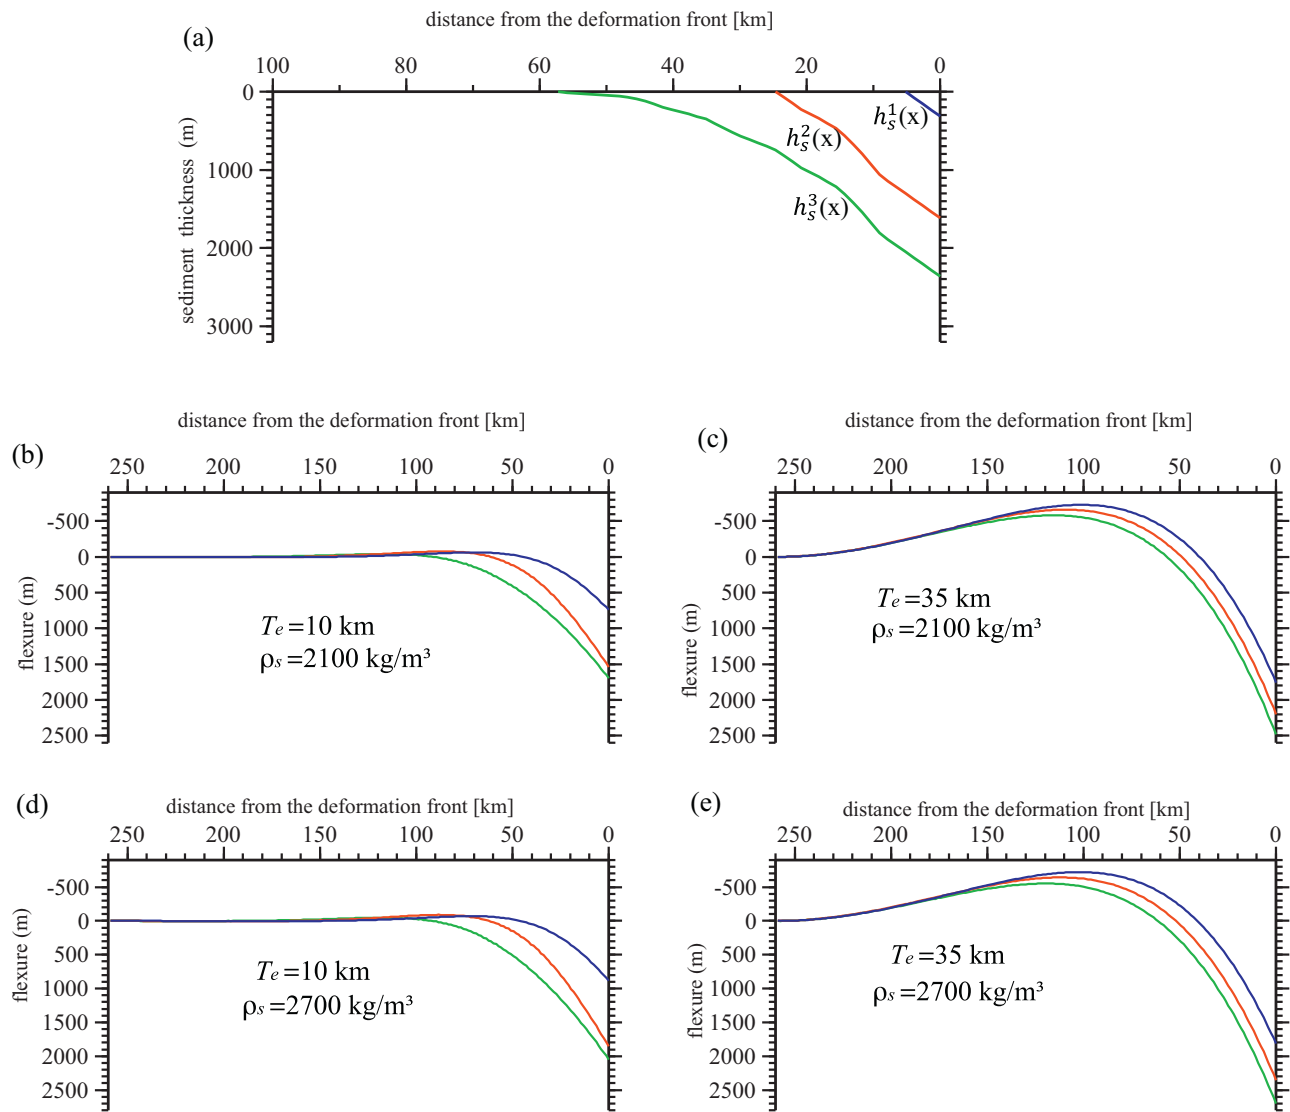 distance from the deformation front [km]
(a)
100 80 60 40 20 0
0
1000
2000
3000
sediment thickness (m)
h_s^1(x)
h_s^2(x)
h_s^3(x)
distance from the deformation front [km]
(b)
250 200 150 100 50 0
-500
0
500
1000
1500
2000
2500
flexure (m)
Te=10 km
ρs=2100 kg/m³
distance from the deformation front [km]
(c)
250 200 150 100 50 0
-500
0
500
1000
1500
2000
2500
flexure (m)
Te=35 km
ρs=2100 kg/m³
distance from the deformation front [km]
(d)
250 200 150 100 50 0
-500
0
500
1000
1500
2000
2500
flexure (m)
Te=10 km
ρs=2700 kg/m³
distance from the deformation front [km]
(e)
250 200 150 100 50 0
-500
0
500
1000
1500
2000
2500
flexure (m)
Te=35 km
ρs=2700 kg/m³